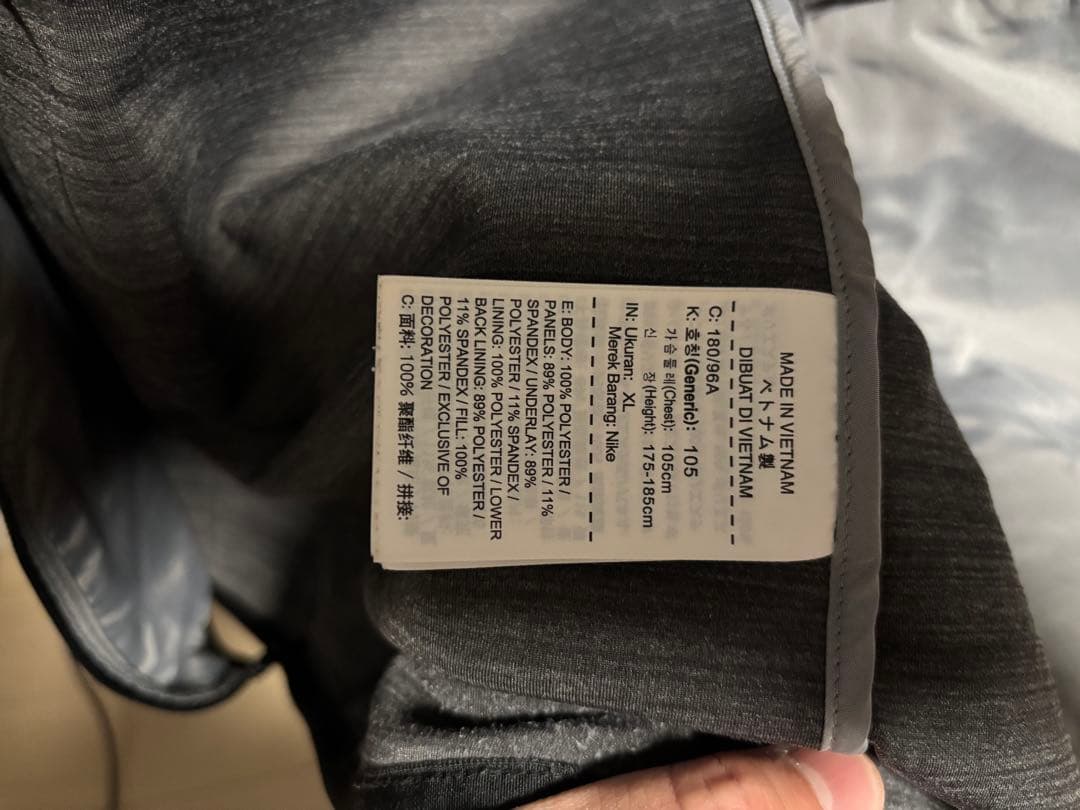 MADE IN VIETNAM
ベトナム製
DIBUAT DI VIETNAM
C: 180/96A
K: 호칭(Generic): 105
가슴둘레(Chest): 105cm
신 장(Height): 175-185cm
IN: Ukuran: XL
Merek Barang: Nike
E: BODY: 100% POLYESTER /
PANELS: 89% POLYESTER / 11%
SPANDEX / UNDERLAY: 89%
POLYESTER / 11% SPANDEX /
LINING: 100% POLYESTER / LOWER
BACK LINING: 89% POLYESTER /
11% SPANDEX / FILL: 100%
POLYESTER / EXCLUSIVE OF
DECORATION
C: 面料: 100% 聚酯纤维 / 拼接: